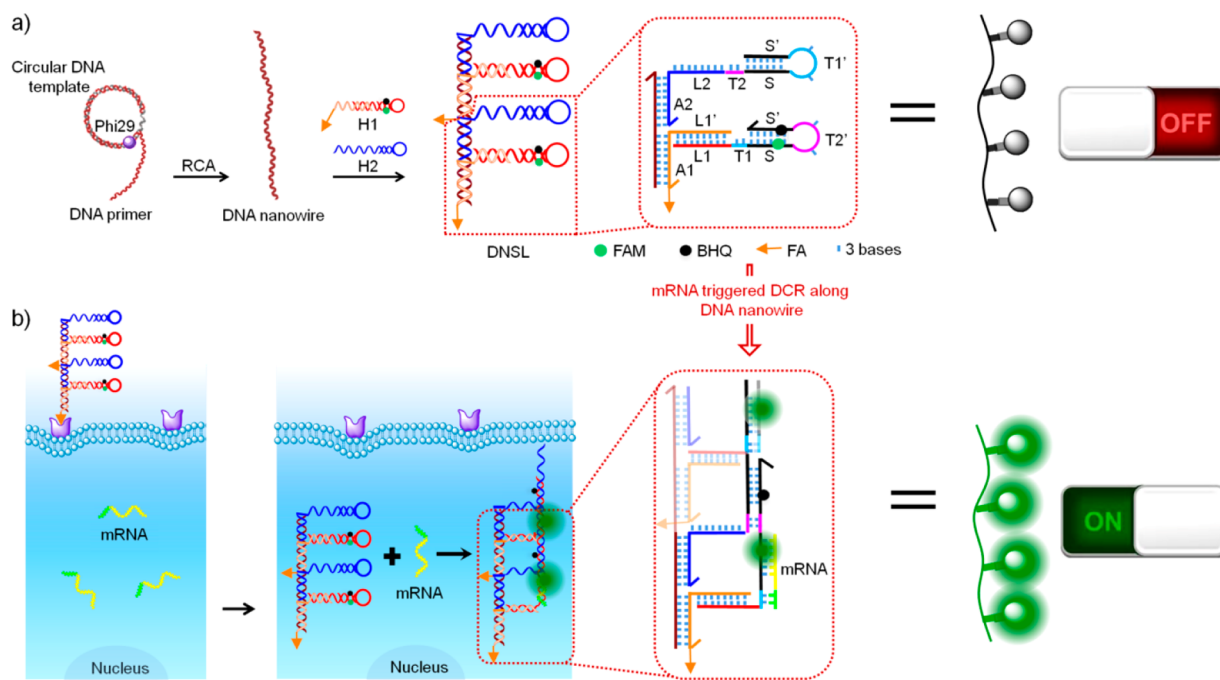 a)
Circular DNA
template
Phi29
DNA primer
RCA
DNA nanowire
H1
H2
DNSL
S'
T1'
L2
T2
S
A2
L1'
S'
T2'
L1
T1
S
A1
OFF
FAM
BHQ
FA
3 bases
mRNA triggered DCR along
DNA nanowire
b)
mRNA
Nucleus
mRNA
Nucleus
mRNA
ON